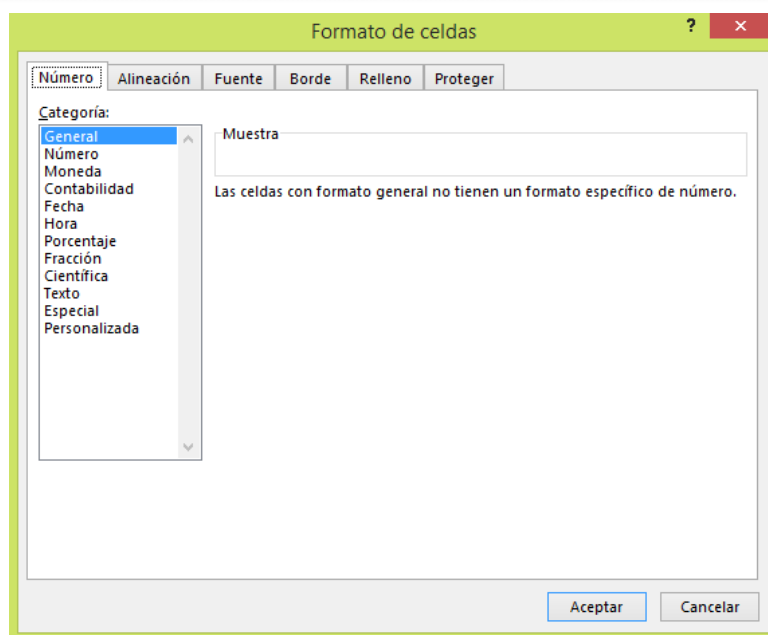 Formato de celdas
?
Número Alineación Fuente Borde Relleno Proteger
Categoría:
General
Número
Moneda
Contabilidad
Fecha
Hora
Porcentaje
Fracción
Científica
Texto
Especial
Personalizada
Muestra
Las celdas con formato general no tienen un formato específico de número.
Aceptar Cancelar